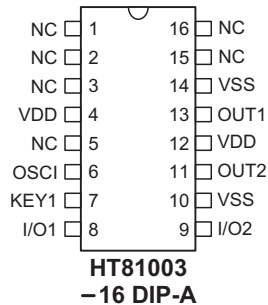 NC 1 16 NC
NC 2 15 NC
NC 3 14 VSS
VDD 4 13 OUT1
NC 5 12 VDD
OSCI 6 11 OUT2
KEY1 7 10 VSS
I/O1 8 9 I/O2
HT81003
–16 DIP-A